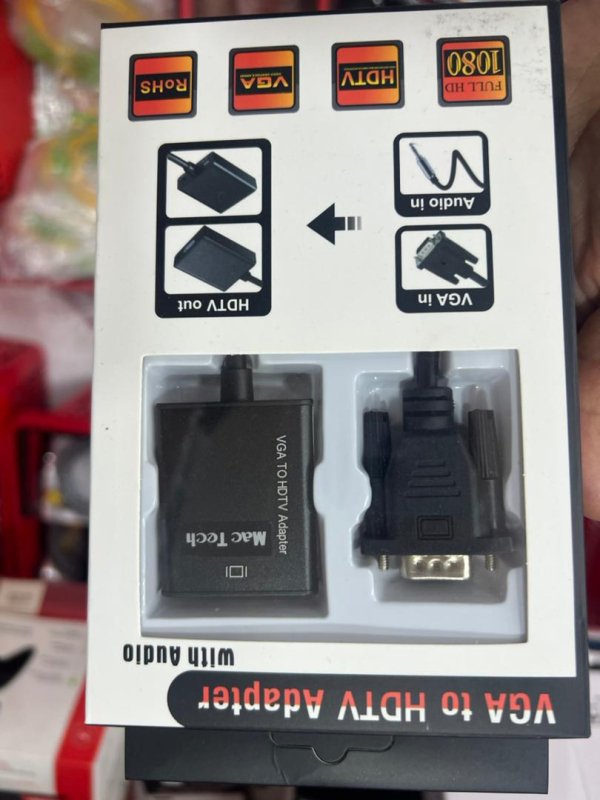 VGA to HDTV Adapter
with Audio
Mac Tech
VGA TO HDTV Adapter
VGA in
HDTV out
Audio in
FULL HD
1080
HDTV
VGA
RoHS